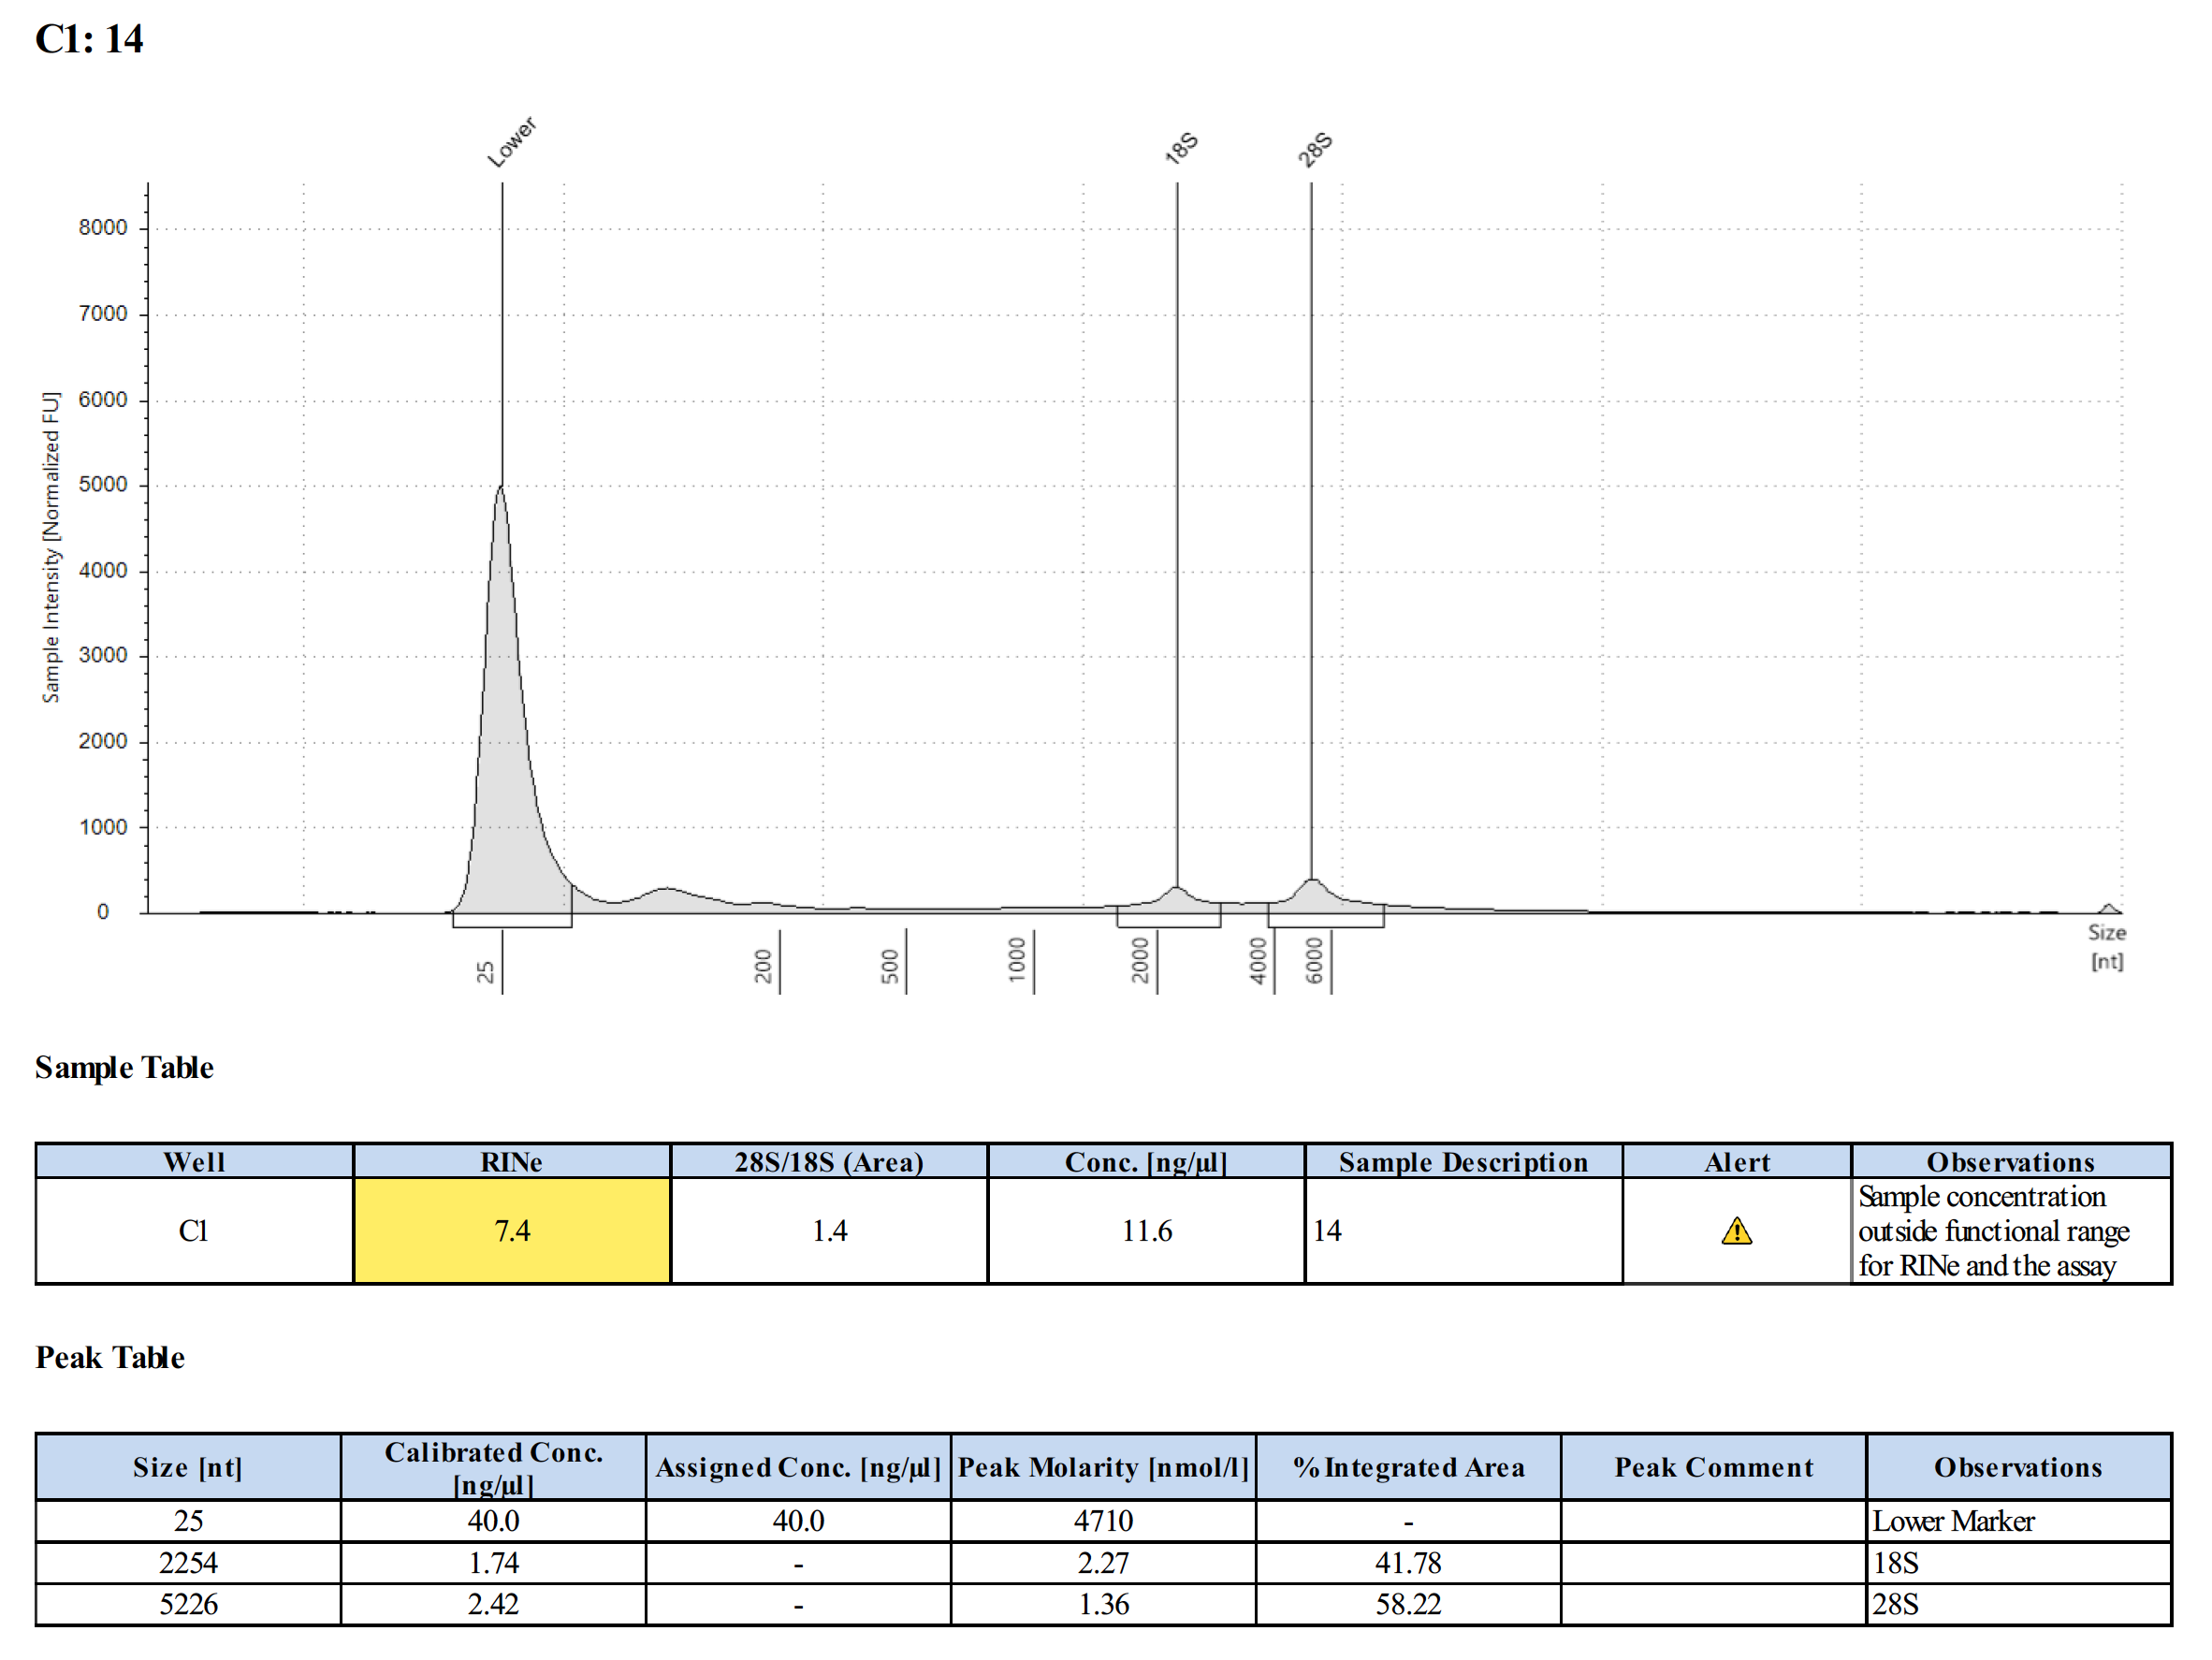 C1: 14
Lower
18S
28S
Sample Intensity [Normalized FU]
8000
7000
6000
5000
4000
3000
2000
1000
0
25
200
500
1000
2000
4000
6000
Size
[nt]
Sample Table
Well RINe 28S/18S (Area) Conc. [ng/µl] Sample Description Alert Observations
C1 7.4 1.4 11.6 14 Sample concentration
outside functional range
for RINe and the assay
Peak Table
Size [nt] Calibrated Conc.
[ng/µl] Assigned Conc. [ng/µl] Peak Molarity [nmol/l] % Integrated Area Peak Comment Observations
25 40.0 40.0 4710 - Lower Marker
2254 1.74 - 2.27 41.78 18S
5226 2.42 - 1.36 58.22 28S